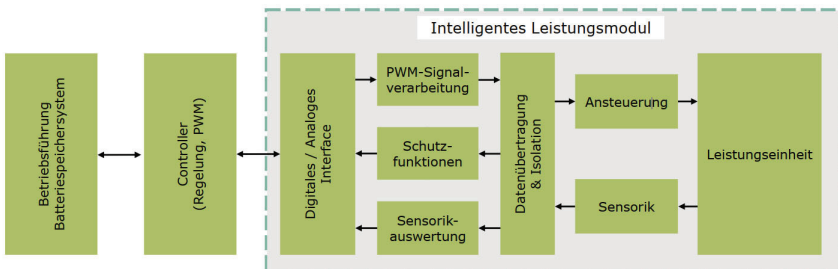 Intelligentes Leistungsmodul
Betriebsführung
Batteriespeichersystem
Controller
(Regelung, PWM)
Digitales / Analoges
Interface
PWM-Signal-
verarbeitung
Schutz-
funktionen
Sensorik-
auswertung
Datenübertragung
& Isolation
Ansteuerung
Sensorik
Leistungseinheit